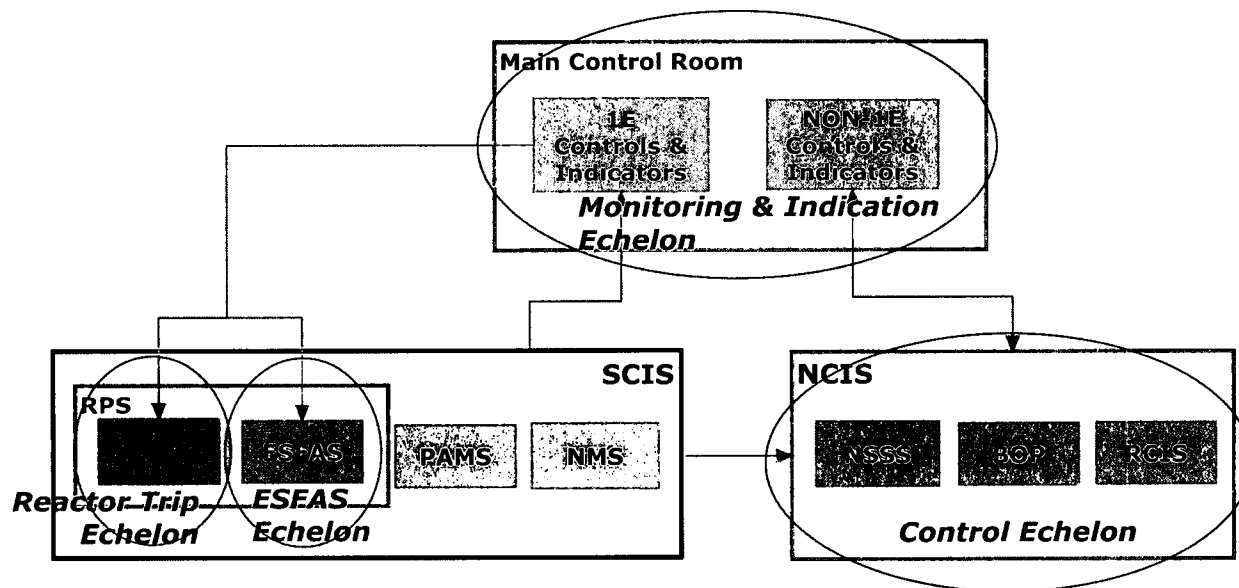 Main Control Room
1E
Controls &
Indicators
NON-1E
Controls &
Indicators
Monitoring & Indication
Echelon
SCIS
RPS
ESFAS
PAMS
NMS
Reactor Trip
Echelon
ESFAS
Echelon
NCIS
NSSS
BOP
RCIS
Control Echelon